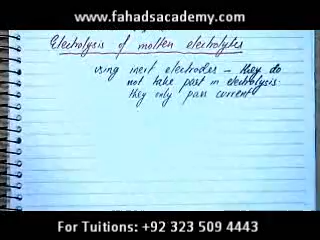 www.fahadsacademy.com
Electrolysis of molten electrolytes
using inert electrodes - they do
not take part in electrolysis.
they only pass current
For Tuitions: +92 323 509 4443